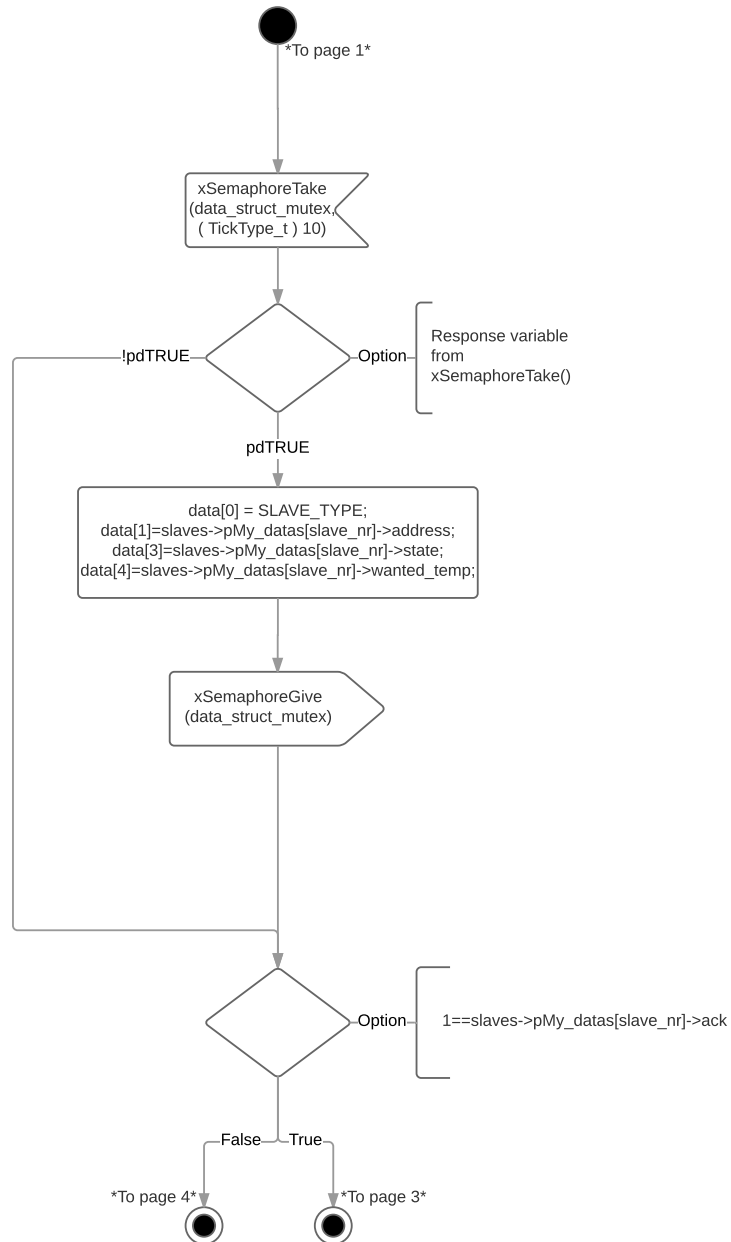 *To page 1*
xSemaphoreTake
(data_struct_mutex,
( TickType_t ) 10)
!pdTRUE
Option
Response variable
from
xSemaphoreTake()
pdTRUE
data[0] = SLAVE_TYPE;
data[1]=slaves->pMy_datas[slave_nr]->address;
data[3]=slaves->pMy_datas[slave_nr]->state;
data[4]=slaves->pMy_datas[slave_nr]->wanted_temp;
xSemaphoreGive
(data_struct_mutex)
Option
1==slaves->pMy_datas[slave_nr]->ack
False
True
*To page 4*
*To page 3*